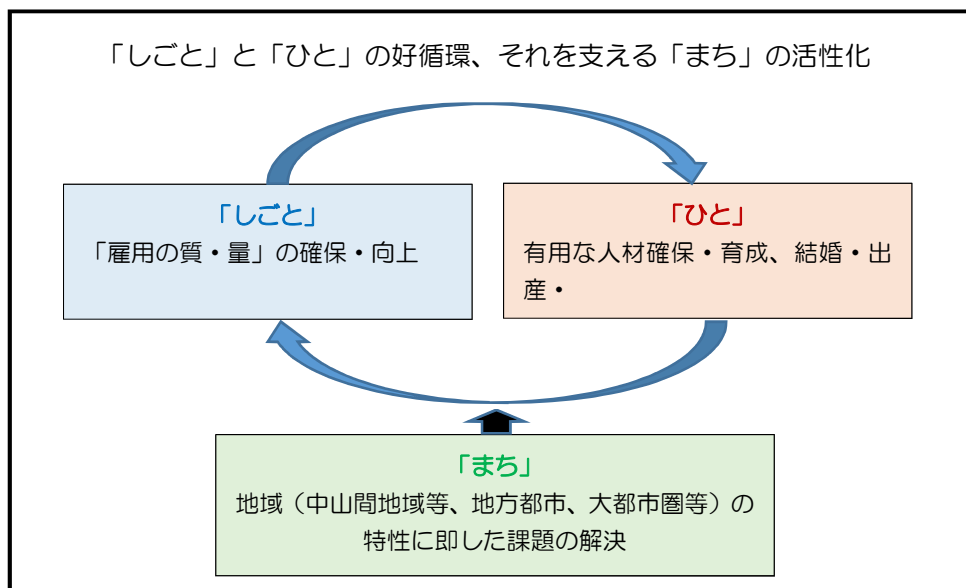 「しごと」と「ひと」の好循環、それを支える「まち」の活性化
「しごと」
「雇用の質・量」の確保・向上
「ひと」
有用な人材確保・育成、結婚・出
産・
「まち」
地域（中山間地域等、地方都市、大都市圏等）の
特性に即した課題の解決